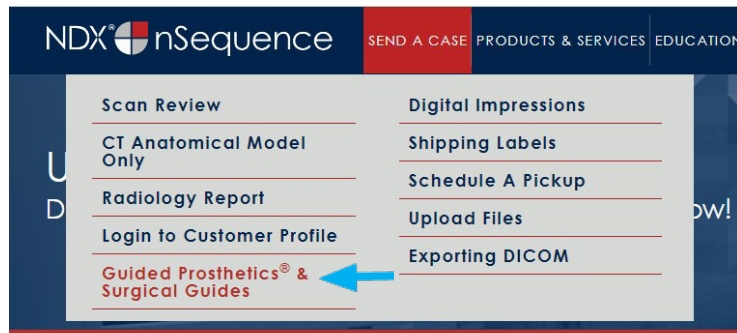 NDX® nSequence
SEND A CASE
PRODUCTS & SERVICES
EDUCATION
Scan Review
CT Anatomical Model
Only
Radiology Report
Login to Customer Profile
Guided Prosthetics® &
Surgical Guides
Digital Impressions
Shipping Labels
Schedule A Pickup
Upload Files
Exporting DICOM
U
D
ow!